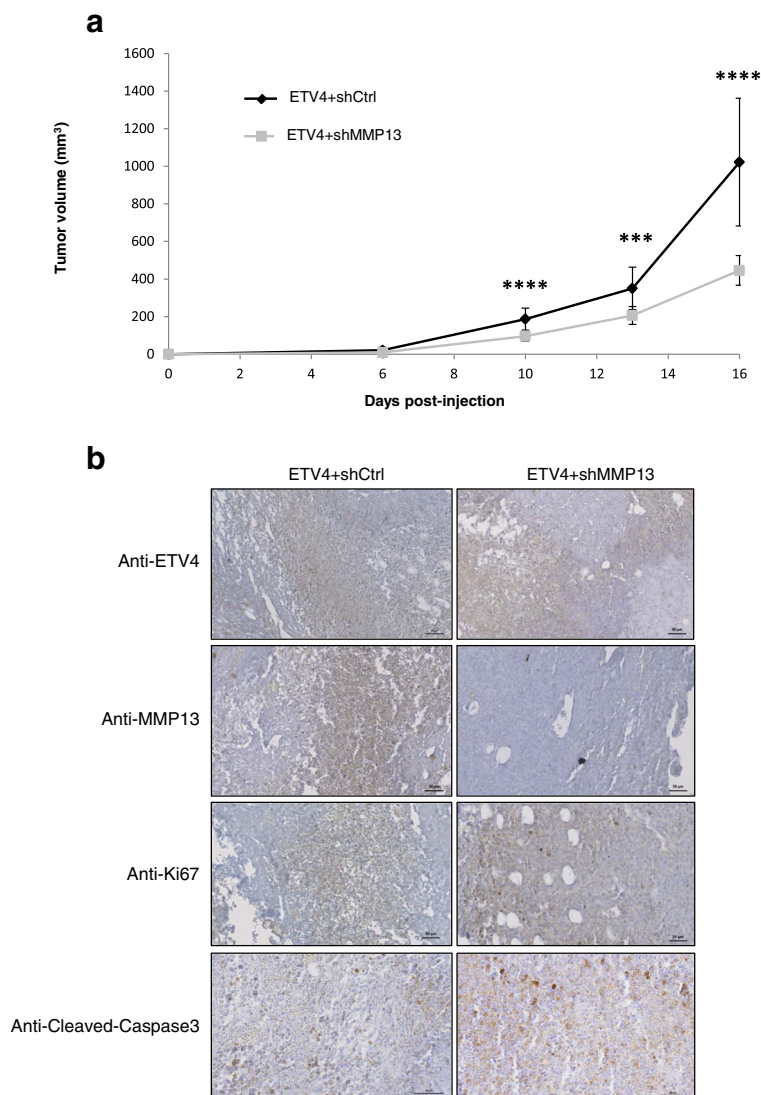 a
1600
1400
1200
1000
800
600
400
200
0
Tumor volume (mm³)
ETV4+shCtrl
ETV4+shMMP13
****
***
****
0 2 4 6 8 10 12 14 16
Days post-injection
b
ETV4+shCtrl ETV4+shMMP13
Anti-ETV4
Anti-MMP13
Anti-Ki67
Anti-Cleaved-Caspase3